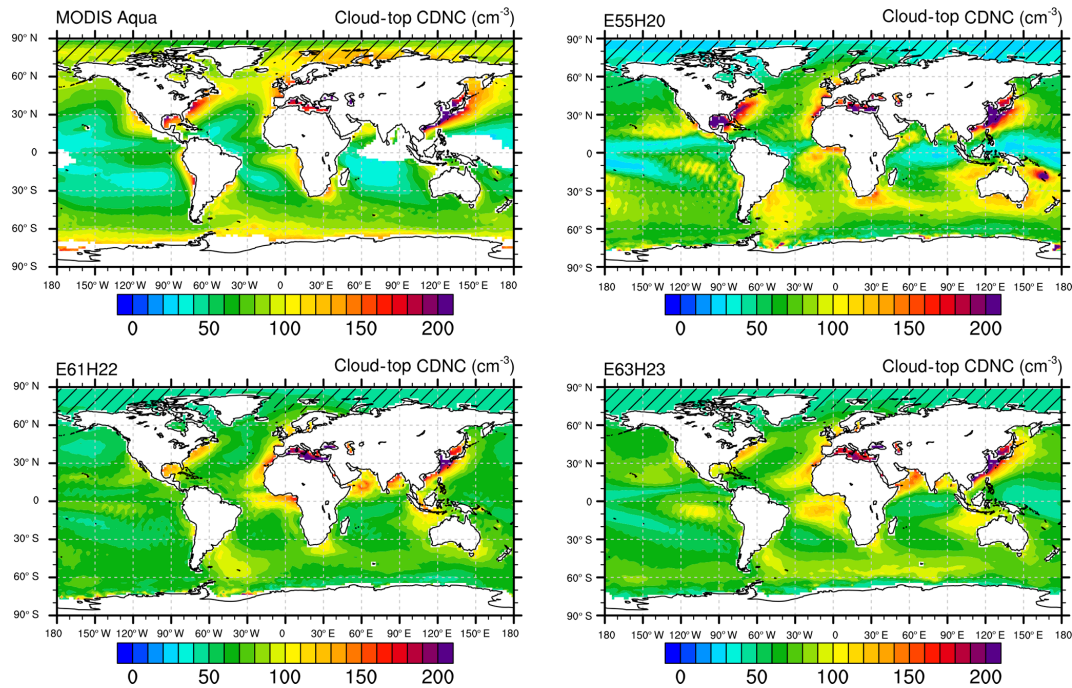 MODIS Aqua Cloud-top CDNC (cm-3)
90° N
60° N
30° N
0
30° S
60° S
90° S
180 150° W 120° W 90° W 60° W 30° W 0 30° E 60° E 90° E 120° E 150° E 180
0 50 100 150 200
E55H20 Cloud-top CDNC (cm-3)
90° N
60° N
30° N
0
30° S
60° S
90° S
180 150° W 120° W 90° W 60° W 30° W 0 30° E 60° E 90° E 120° E 150° E 180
0 50 100 150 200
E61H22 Cloud-top CDNC (cm-3)
90° N
60° N
30° N
0
30° S
60° S
90° S
180 150° W 120° W 90° W 60° W 30° W 0 30° E 60° E 90° E 120° E 150° E 180
0 50 100 150 200
E63H23 Cloud-top CDNC (cm-3)
90° N
60° N
30° N
0
30° S
60° S
90° S
180 150° W 120° W 90° W 60° W 30° W 0 30° E 60° E 90° E 120° E 150° E 180
0 50 100 150 200